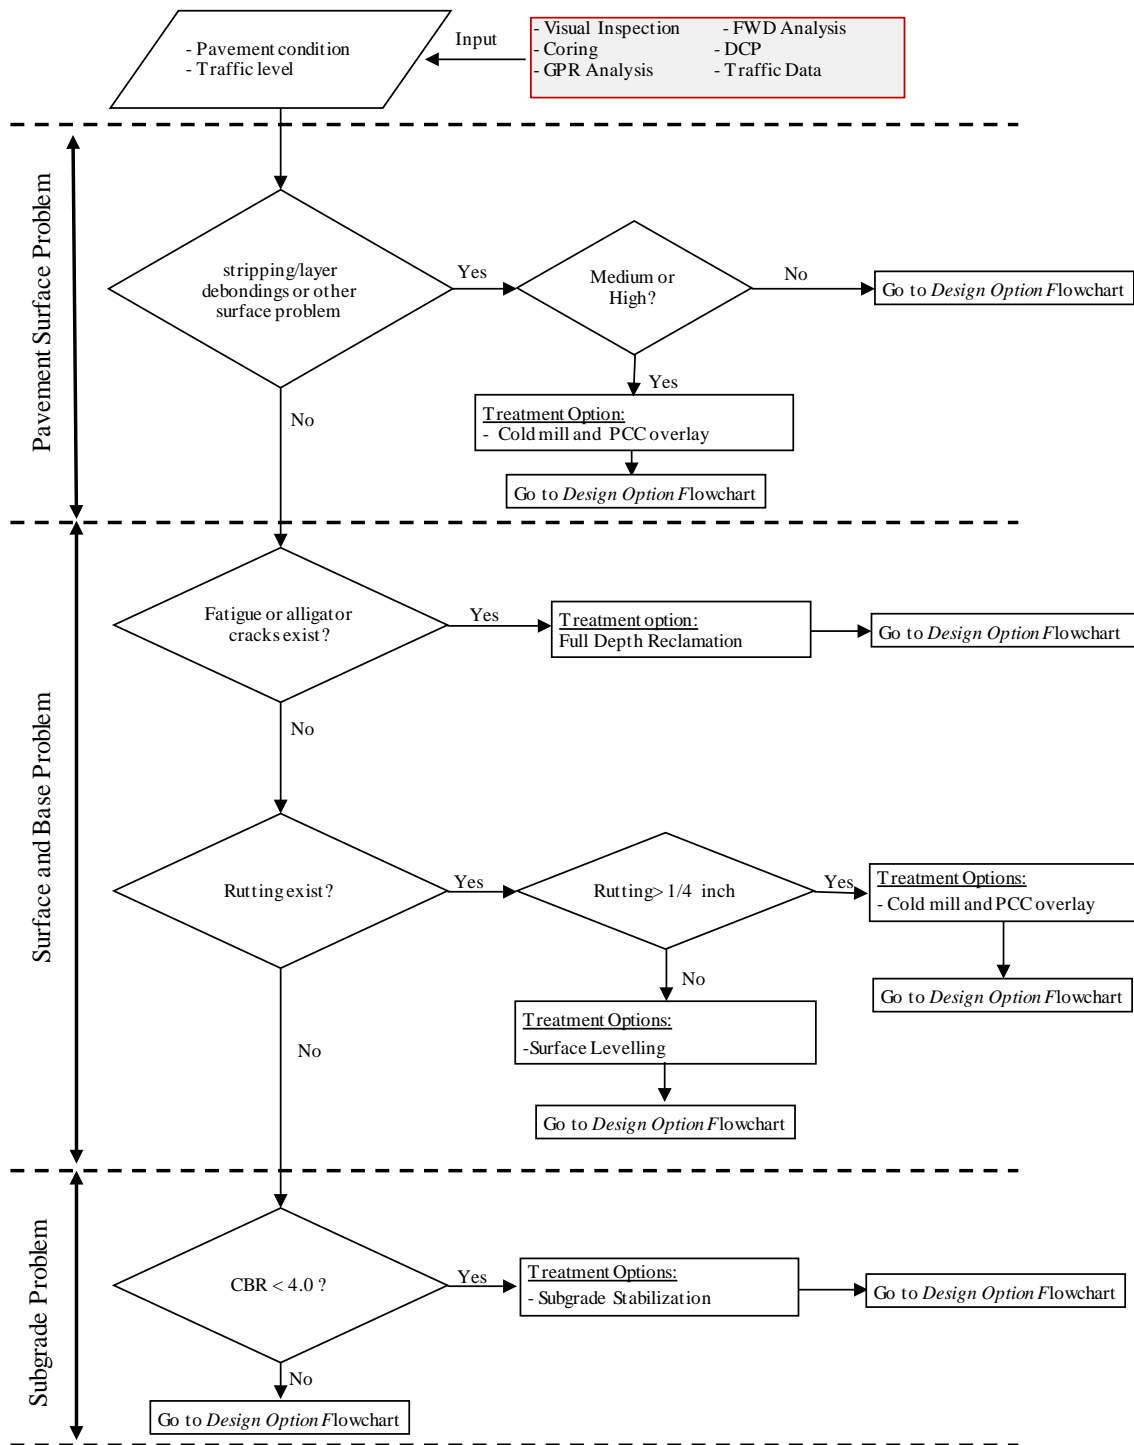 - Pavement condition
- Traffic level
Input
- Visual Inspection - FWD Analysis
- Coring - DCP
- GPR Analysis - Traffic Data
Pavement Surface Problem
stripping/layer
debondings or other
surface problem
Yes
Medium or
High?
No
Go to Design Option Flowchart
Yes
Treatment Option:
- Cold mill and PCC overlay
Go to Design Option Flowchart
No
Surface and Base Problem
Fatigue or alligator
cracks exist?
Yes
Treatment option:
Full Depth Reclamation
Go to Design Option Flowchart
No
Rutting exist?
Yes
Rutting> 1/4 inch
Yes
Treatment Options:
- Cold mill and PCC overlay
Go to Design Option Flowchart
No
Treatment Options:
-Surface Levelling
Go to Design Option Flowchart
No
Subgrade Problem
CBR < 4.0 ?
Yes
Treatment Options:
- Subgrade Stabilization
Go to Design Option Flowchart
No
Go to Design Option Flowchart